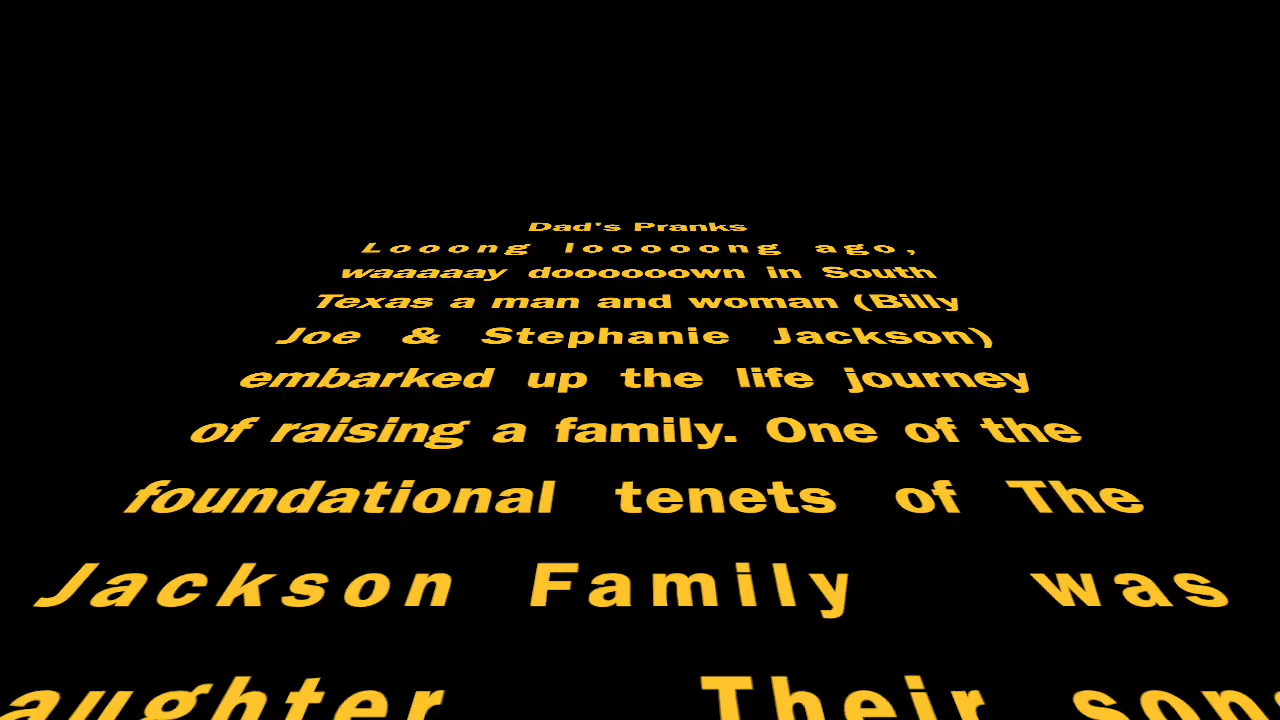 Dad's Pranks
Looong looooong ago,
waaaaay doooooown in South
Texas a man and woman (Billy
Joe & Stephanie Jackson)
embarked up the life journey
of raising a family. One of the
foundational tenets of The
Jackson Family was
Their